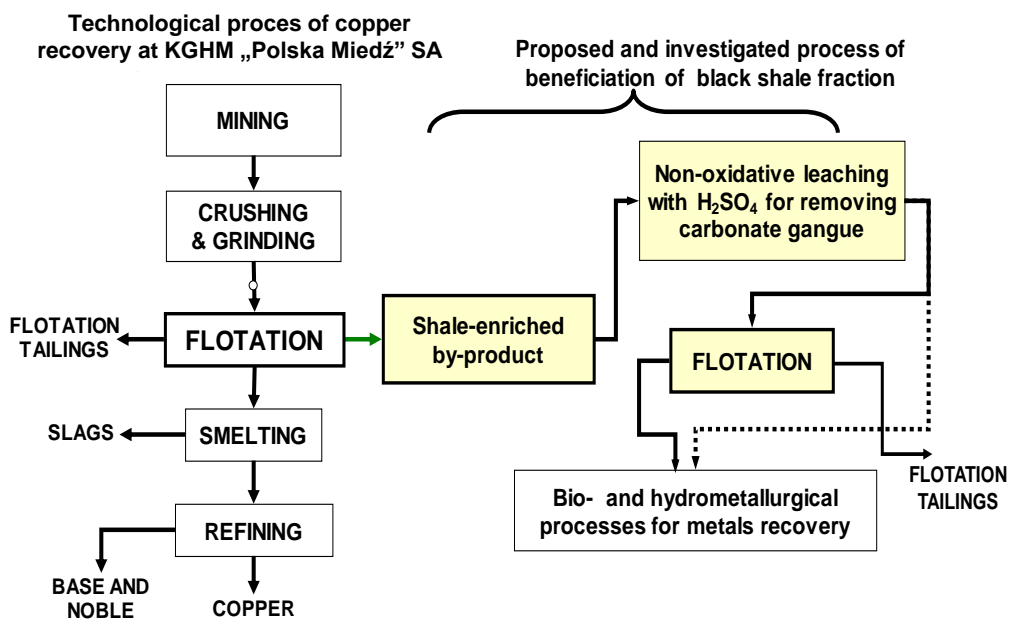 Technological proces of copper
recovery at KGHM „Polska Miedź” SA
MINING
CRUSHING
& GRINDING
FLOTATION
TAILINGS
FLOTATION
SLAGS
SMELTING
REFINING
BASE AND
NOBLE
COPPER
Proposed and investigated process of
beneficiation of black shale fraction
Shale-enriched
by-product
Non-oxidative leaching
with H₂SO₄ for removing
carbonate gangue
FLOTATION
FLOTATION
TAILINGS
Bio- and hydrometallurgical
processes for metals recovery